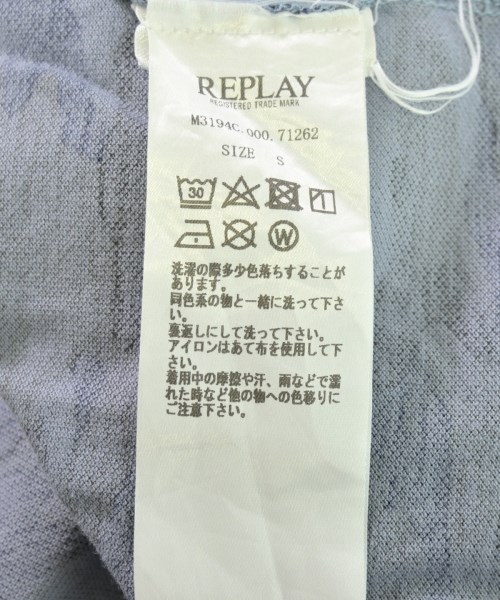 REPLAY
REGISTERED TRADE MARK
M3194C.000.71262
SIZE S
30
W
洗濯の際多少色落ちすることが
あります。
同色系の物と一緒に洗って下さ
い。
裏返しにして洗って下さい。
アイロンはあて布を使用して下
さい。
着用中の摩擦や汗、雨などで濡
れた時など他の物への色移りに
ご注意下さい。